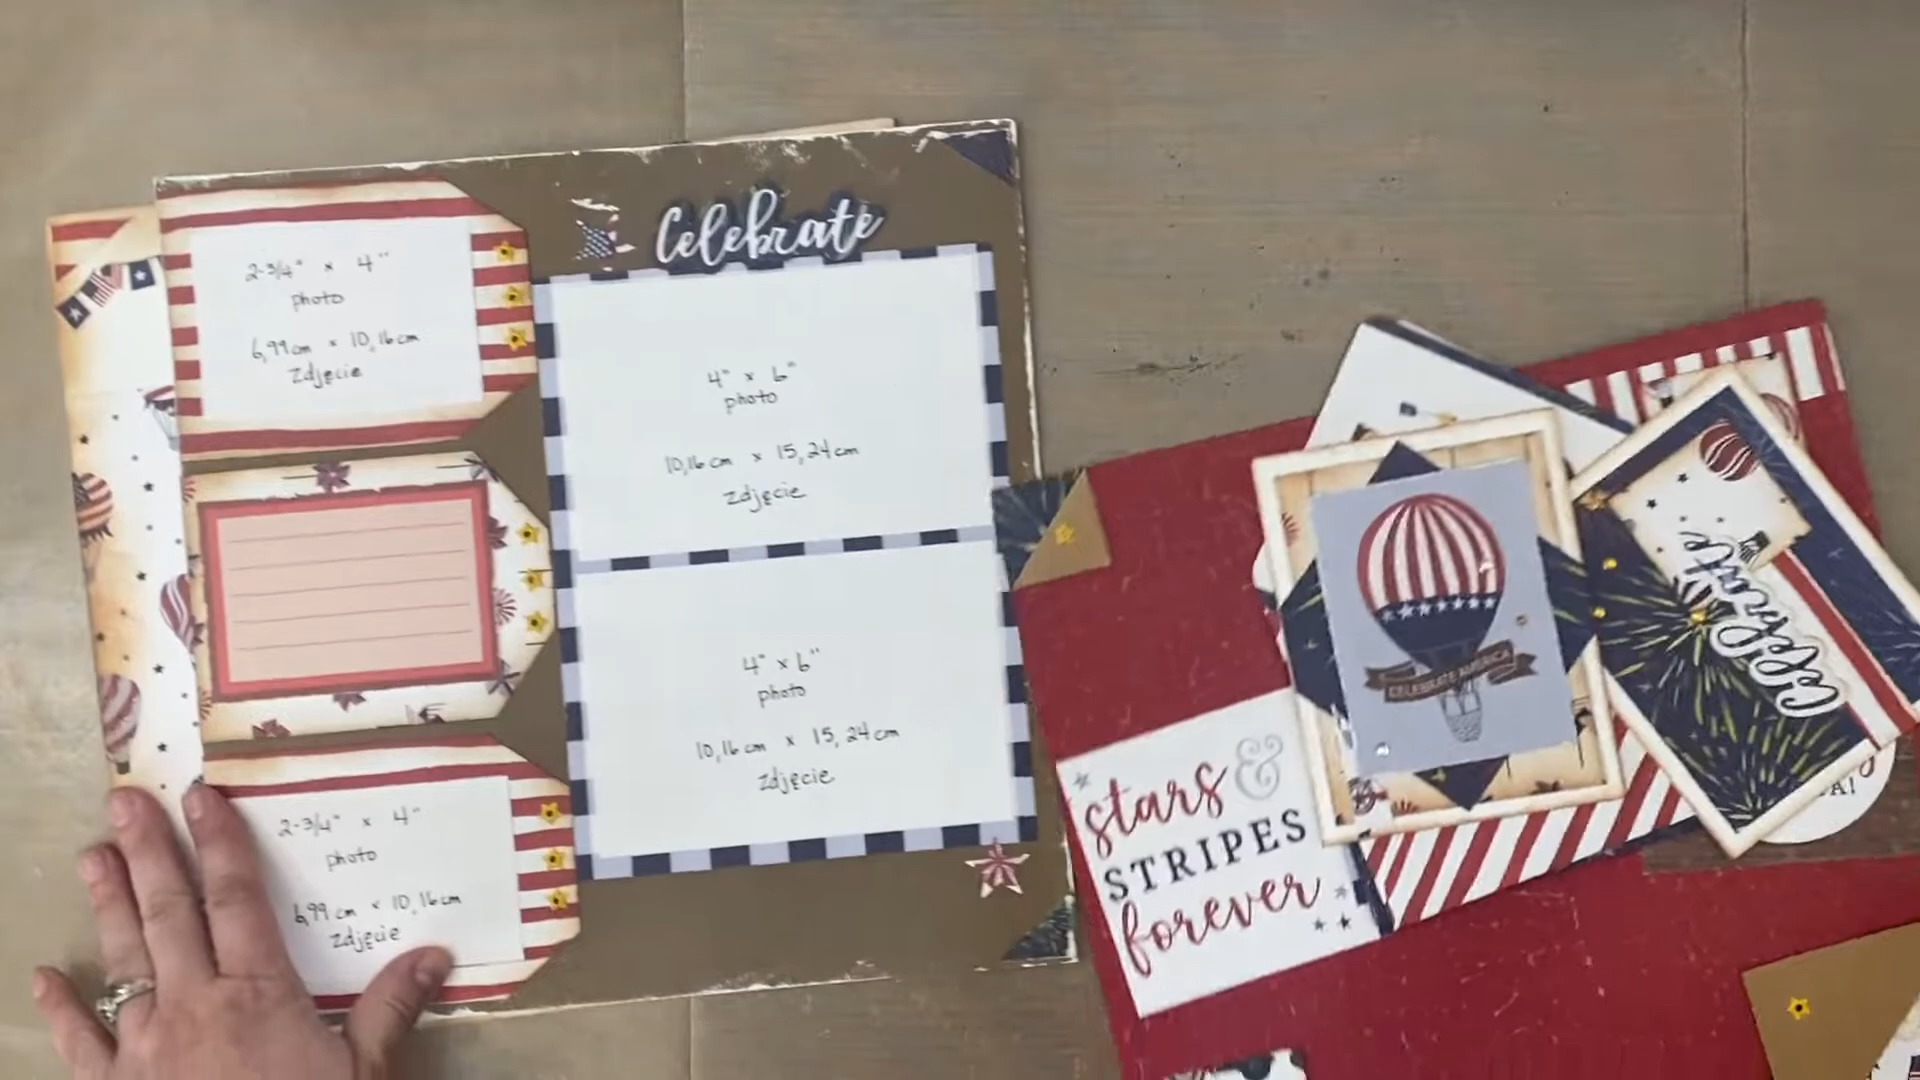 Celebrate
2-3/4" x 4"
photo
6,99 cm x 10,16 cm
zdjęcie
4" x 6"
photo
10,16 cm x 15,24 cm
zdjęcie
4" x 6"
photo
10,16 cm x 15,24 cm
zdjęcie
2-3/4" x 4"
photo
6,99 cm x 10,16 cm
zdjęcie
stars &
STRIPES
forever
CELEBRATE AMERICA
Celebrate